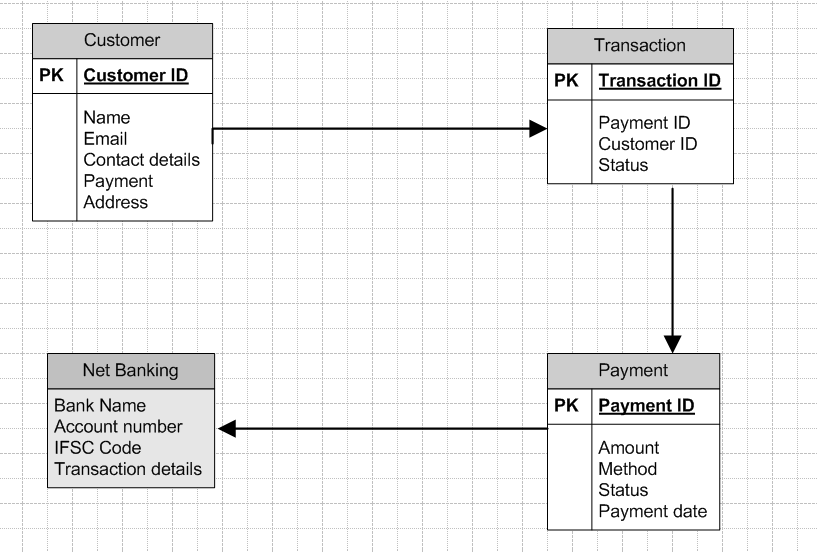 Customer
PK Customer ID
Name
Email
Contact details
Payment
Address
Transaction
PK Transaction ID
Payment ID
Customer ID
Status
Net Banking
Bank Name
Account number
IFSC Code
Transaction details
Payment
PK Payment ID
Amount
Method
Status
Payment date